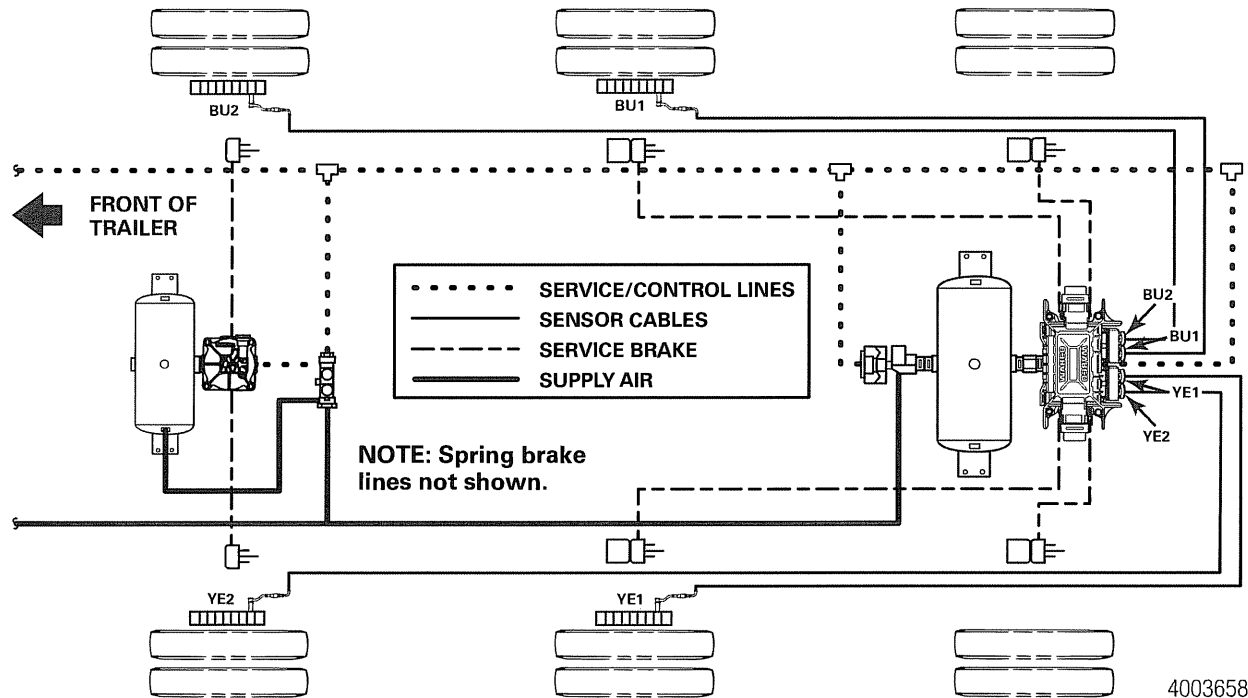 BU2
BU1
FRONT OF
TRAILER
SERVICE/CONTROL LINES
SENSOR CABLES
SERVICE BRAKE
SUPPLY AIR
BU2
BU1
YE1
YE2
NOTE: Spring brake
lines not shown.
YE2
YE1
4003658